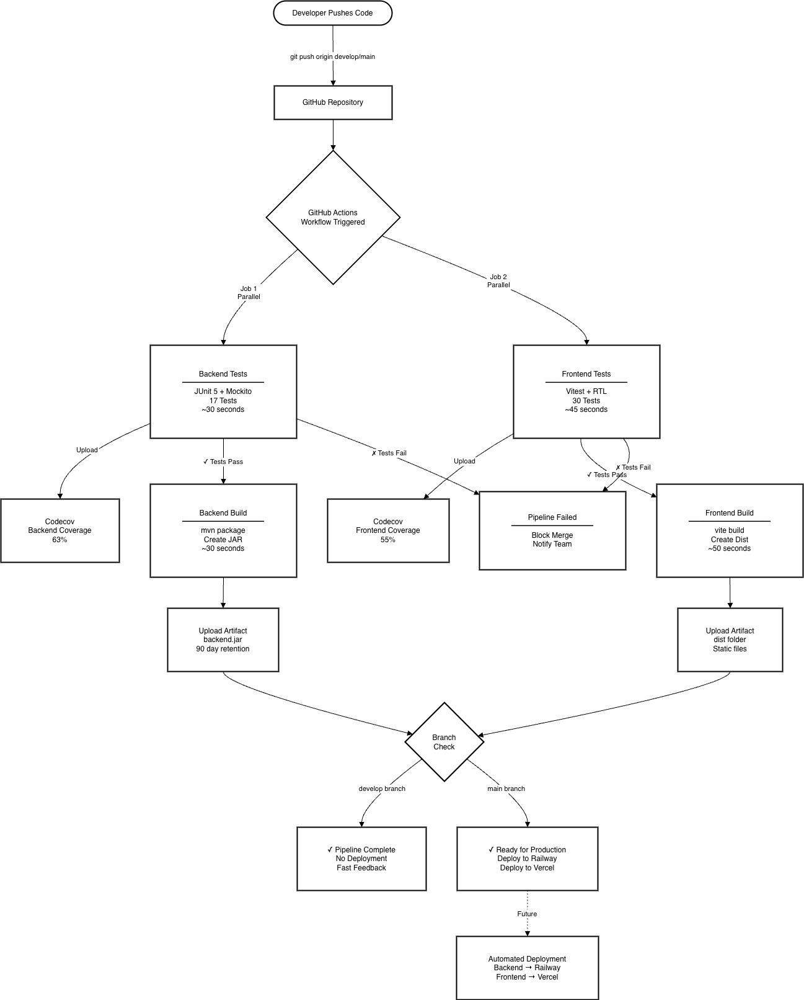 Developer Pushes Code
git push origin develop/main
GitHub Repository
GitHub Actions
Workflow Triggered
Job 1
Parallel
Job 2
Parallel
Backend Tests
JUnit 5 + Mockito
17 Tests
~30 seconds
Frontend Tests
Vitest + RTL
30 Tests
~45 seconds
Upload
✓ Tests Pass
✗ Tests Fail
Upload
✓ Tests Pass
✗ Tests Fail
Codecov
Backend Coverage
63%
Backend Build
mvn package
Create JAR
~30 seconds
Codecov
Frontend Coverage
55%
Pipeline Failed
Block Merge
Notify Team
Frontend Build
vite build
Create Dist
~50 seconds
Upload Artifact
backend.jar
90 day retention
Upload Artifact
dist folder
Static files
Branch
Check
develop branch
main branch
✓ Pipeline Complete
No Deployment
Fast Feedback
✓ Ready for Production
Deploy to Railway
Deploy to Vercel
Future
Automated Deployment
Backend → Railway
Frontend → Vercel